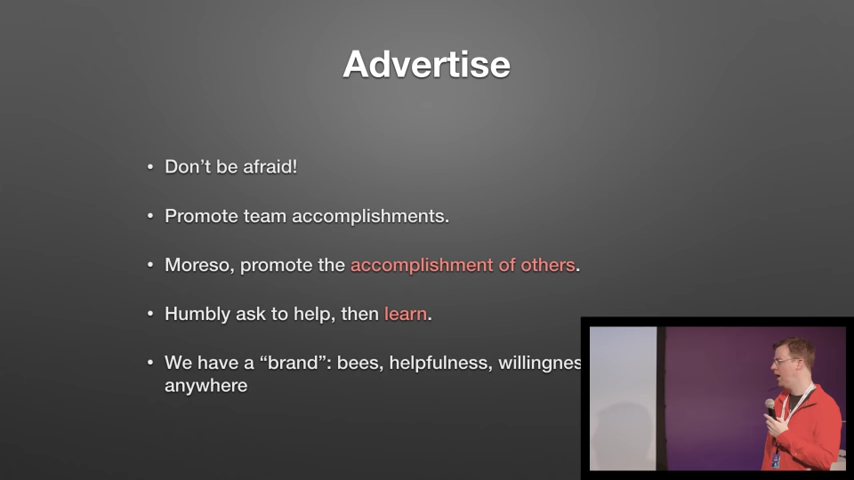 Advertise
• Don’t be afraid!
• Promote team accomplishments.
• Moreso, promote the accomplishment of others.
• Humbly ask to help, then learn.
• We have a “brand”: bees, helpfulness,
anywhere